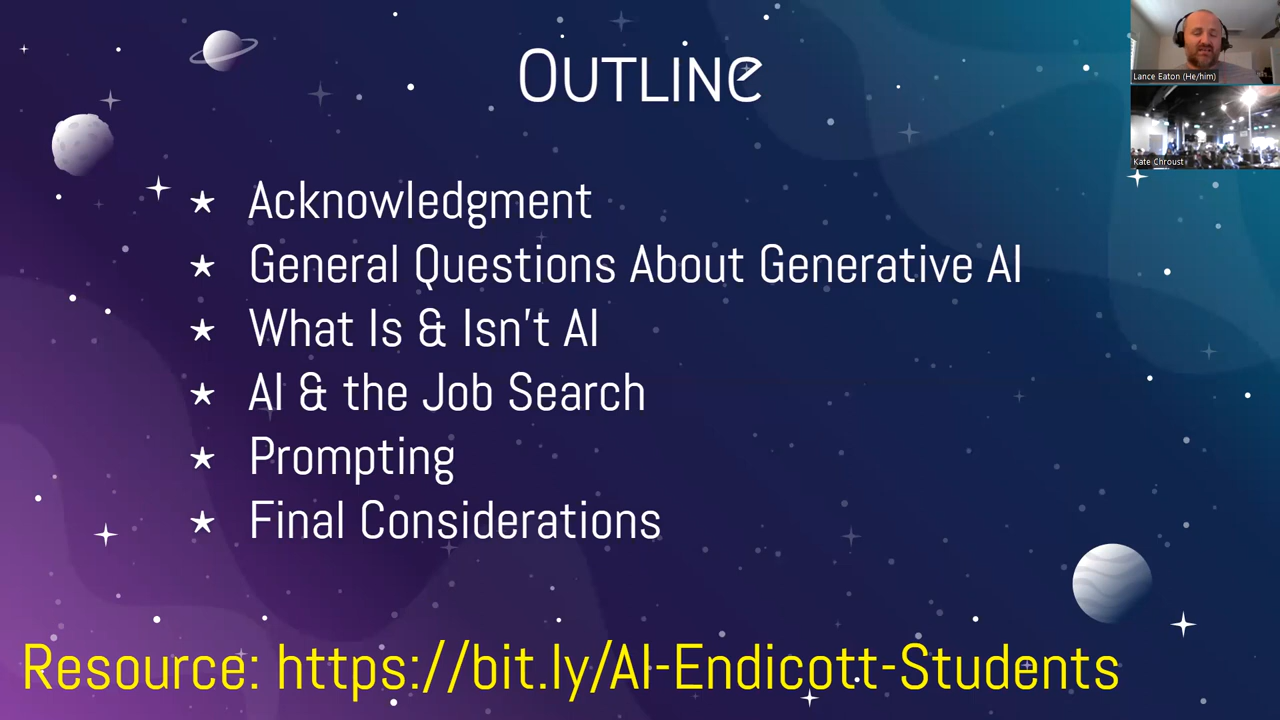 Outline
Lance Eaton (He/him)
Kate Chroust
★ Acknowledgment
★ General Questions About Generative AI
★ What Is & Isn't AI
★ AI & the Job Search
★ Prompting
★ Final Considerations
Resource: https://bit.ly/AI-Endicott-Students